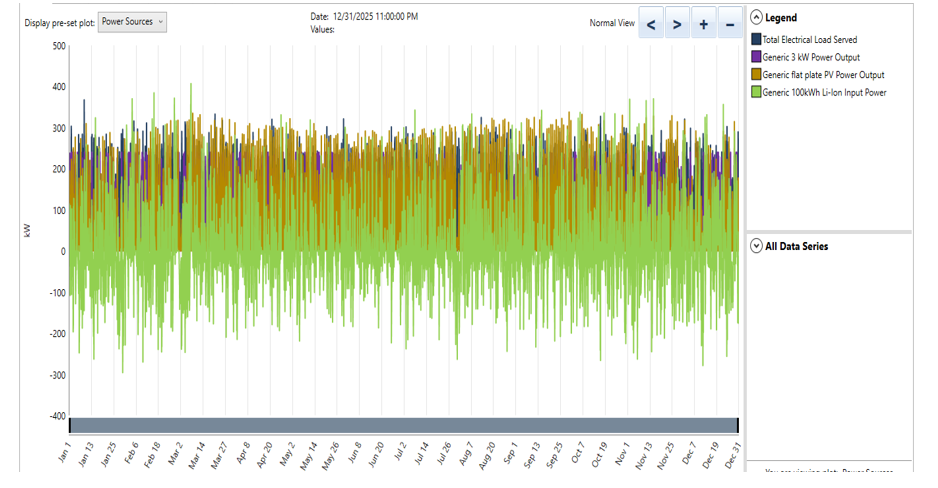 Display pre-set plot: Power Sources
Date: 12/31/2025 11:00:00 PM
Values:
Normal View < > + −
Legend
Total Electrical Load Served
Generic 3 kW Power Output
Generic flat plate PV Power Output
Generic 100kWh Li-Ion Input Power
All Data Series
kW
500
400
300
200
100
0
-100
-200
-300
-400
Jan 1
Jan 13
Jan 25
Feb 6
Feb 18
Mar 2
Mar 14
Mar 27
Apr 8
Apr 20
May 2
May 14
May 26
Jun 8
Jun 20
Jul 2
Jul 14
Jul 26
Aug 7
Aug 20
Sep 1
Sep 13
Sep 25
Oct 7
Oct 19
Nov 1
Nov 13
Nov 25
Dec 7
Dec 19
Dec 31
You are viewing plot: Power Sources